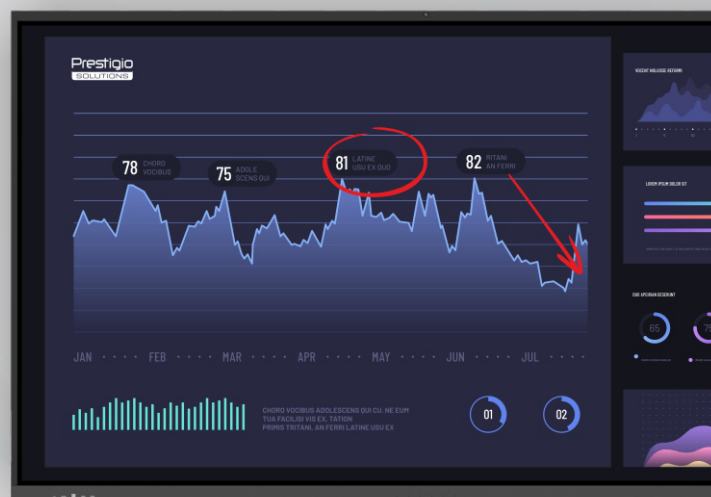 Prestigio
SOLUTIONS
78 CHORO
VOCIBUS
75 ADOLE
SCENS QUI
81 LATINE
USU EX QUO
82 RITANI
AN FERRI
JAN FEB MAR APR MAY JUN JUL
CHORO VOCIBUS ADOLESCENS QUI CU. NE EUM
TUA FACILISI VIS EX, TATION
PRIMIS TRITANI, AN FERRI LATINE USU EX
01
02
LOREM IPSUM DOLOR SIT
65
75